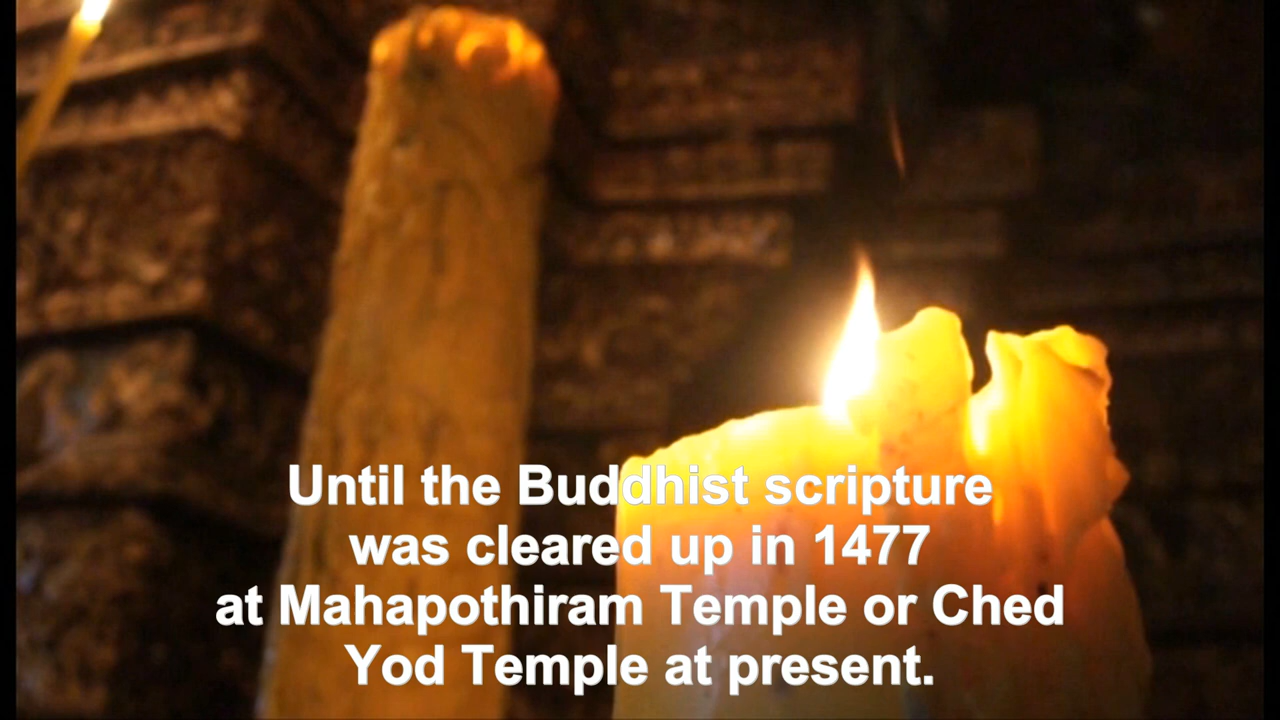 Until the Buddhist scripture
was cleared up in 1477
at Mahapothiram Temple or Ched
Yod Temple at present.